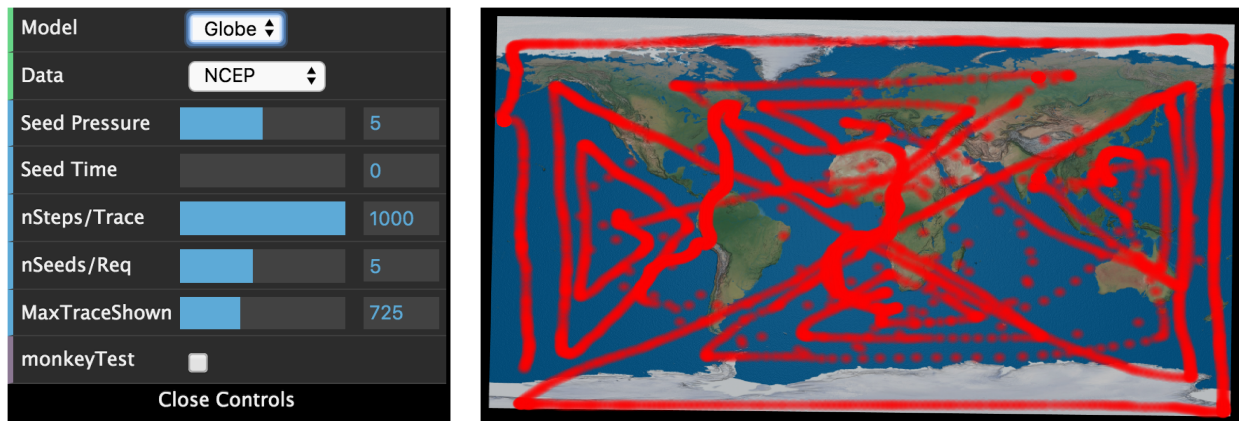 Model Globe
Data NCEP
Seed Pressure 5
Seed Time 0
nSteps/Trace 1000
nSeeds/Req 5
MaxTraceShown 725
monkeyTest
Close Controls